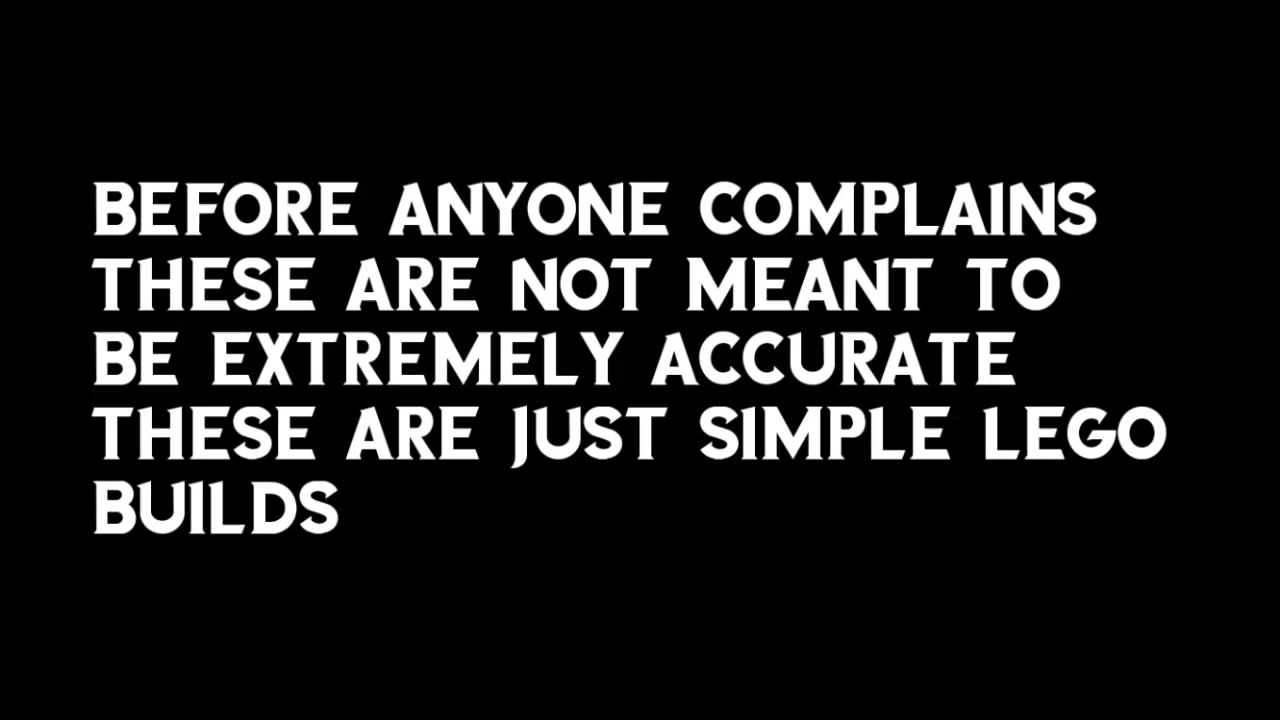 BEFORE ANYONE COMPLAINS
THESE ARE NOT MEANT TO
BE EXTREMELY ACCURATE
THESE ARE JUST SIMPLE LEGO
BUILDS